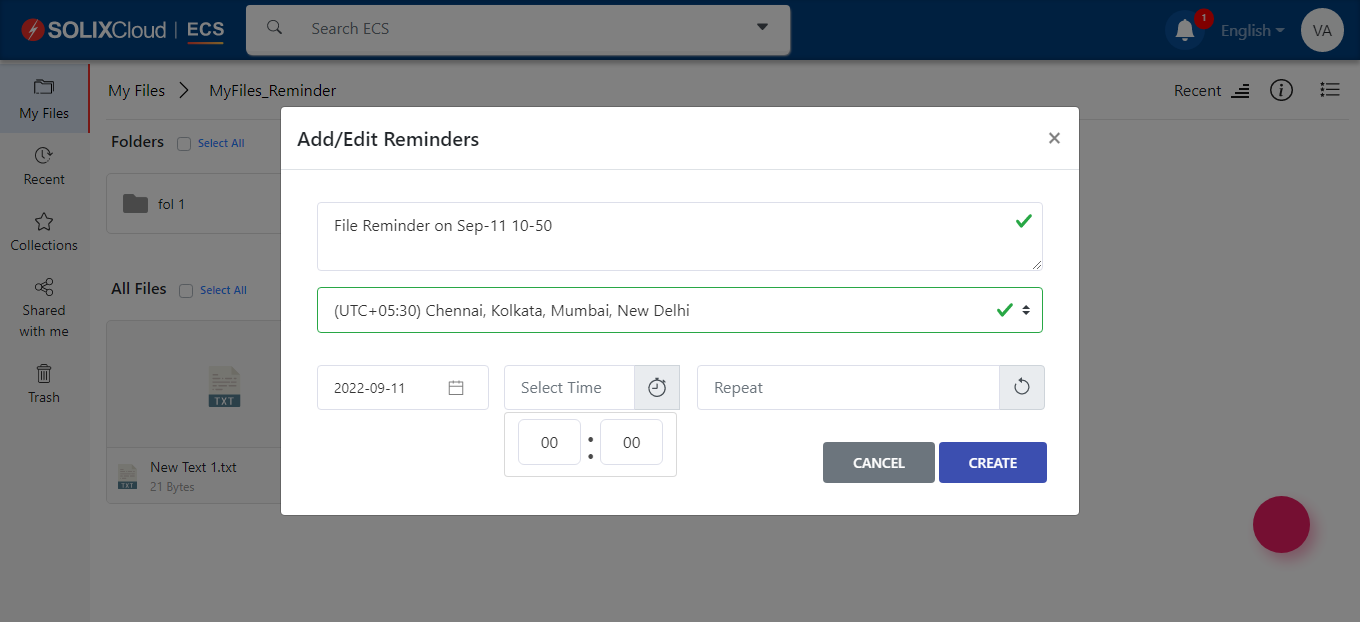 SOLIXCloud | ECS
Search ECS
1
English
VA
My Files
Recent
Collections
Shared
with me
Trash
My Files
MyFiles_Reminder
Recent
Folders
Select All
fol 1
All Files
Select All
TXT
TXT
New Text 1.txt
21 Bytes
Add/Edit Reminders
×
File Reminder on Sep-11 10-50
(UTC+05:30) Chennai, Kolkata, Mumbai, New Delhi
2022-09-11
Select Time
Repeat
00 : 00
CANCEL
CREATE